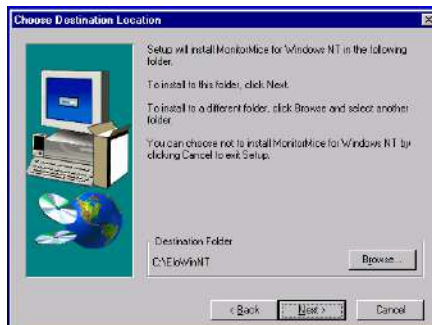 Choose Destination Location
Setup will install MonitorMice for Windows NT in the following
folder.
To install to this folder, click Next.
To install to a different folder, click Browse and select another
folder.
You can choose not to install MonitorMice for Windows NT by
clicking Cancel to exit Setup.
Destination Folder
C:\EloWinNT
Browse...
< Back
Next >
Cancel